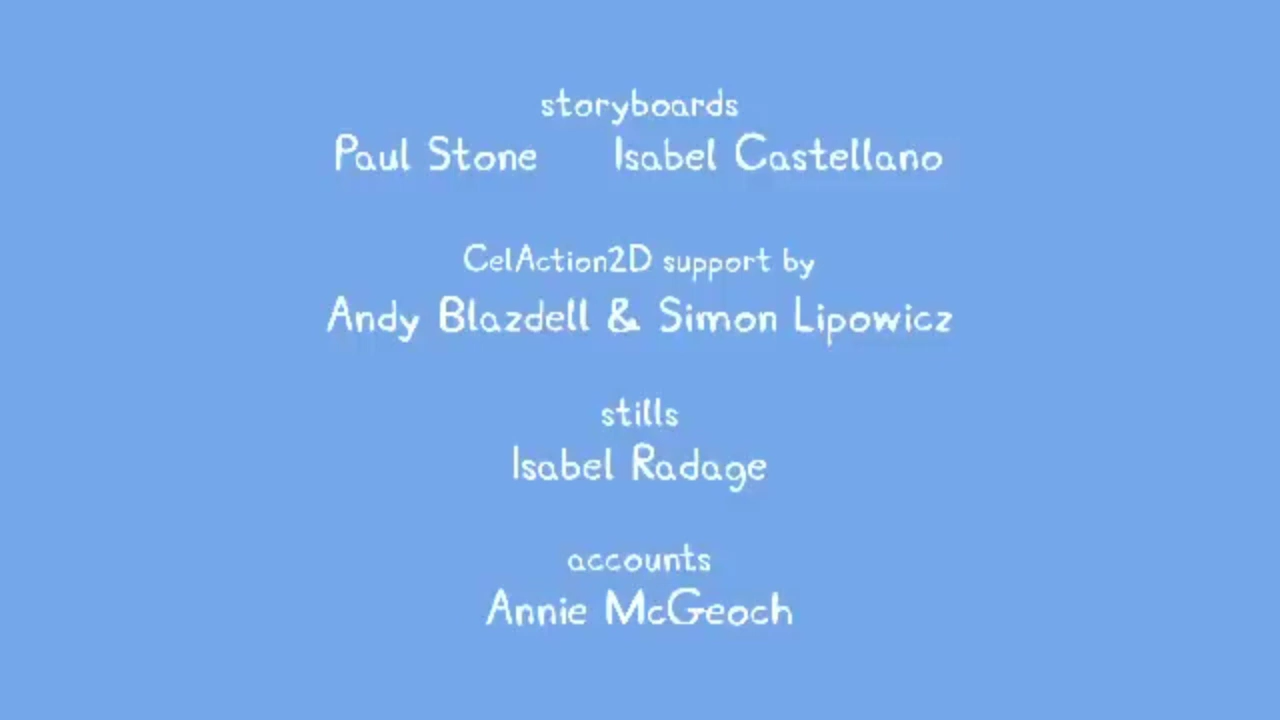 storyboards
Paul Stone Isabel Castellano
CelAction2D support by
Andy Blazdell & Simon Lipowicz
stills
Isabel Radage
accounts
Annie McGeoch